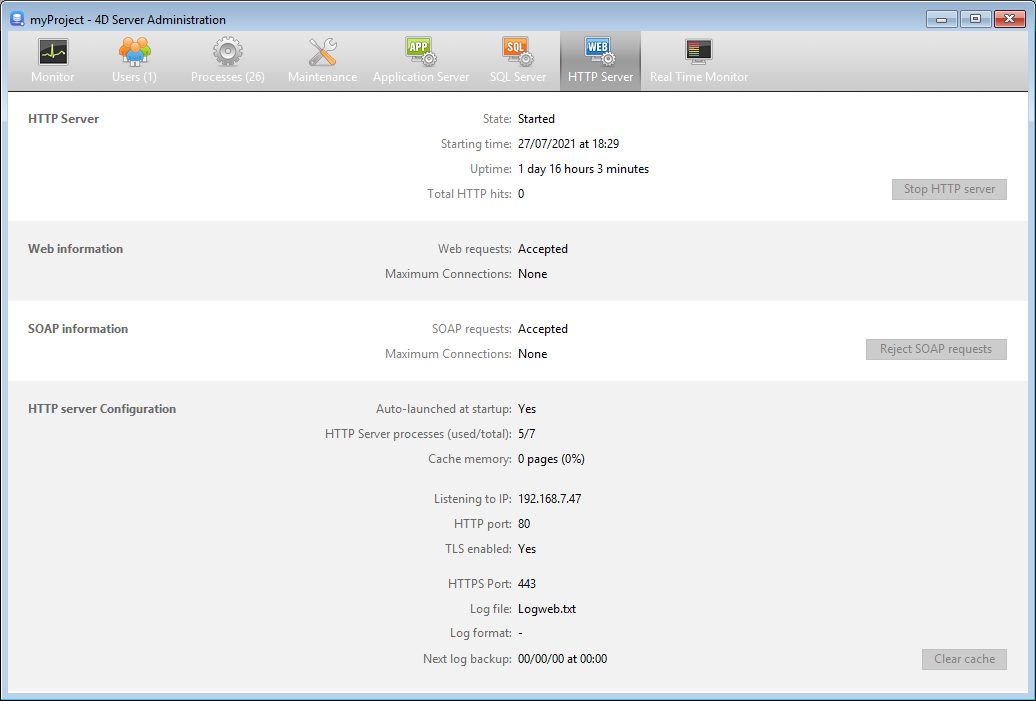 myProject - 4D Server Administration
APP SQL WEB
Monitor Users (1) Processes (26) Maintenance Application Server SQL Server HTTP Server Real Time Monitor
HTTP Server State: Started
Starting time: 27/07/2021 at 18:29
Uptime: 1 day 16 hours 3 minutes
Stop HTTP server
Total HTTP hits: 0
Web information Web requests: Accepted
Maximum Connections: None
SOAP information SOAP requests: Accepted
Maximum Connections: None Reject SOAP requests
HTTP server Configuration Auto-launched at startup: Yes
HTTP Server processes (used/total): 5/7
Cache memory: 0 pages (0%)
Listening to IP: 192.168.7.47
HTTP port: 80
TLS enabled: Yes
HTTPS Port: 443
Log file: Logweb.txt
Log format: -
Next log backup: 00/00/00 at 00:00 Clear cache